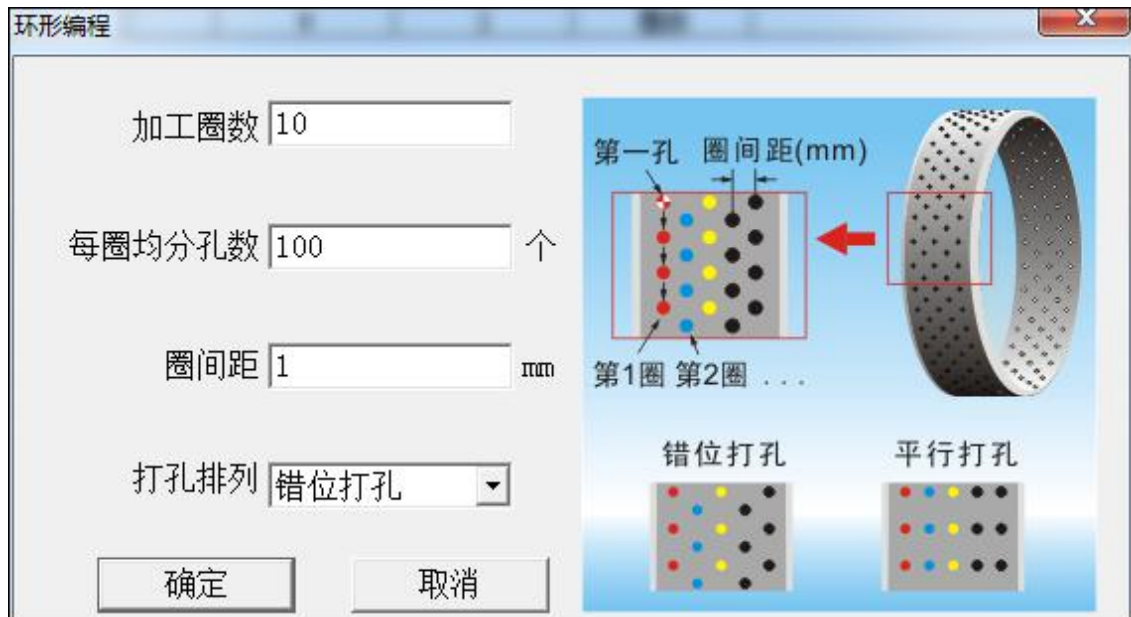 环形编程
加工圈数 10
每圈均分孔数 100 个
圈间距 1 mm
打孔排列 错位打孔
确定 取消
第一孔 圈间距(mm)
第1圈 第2圈 . . .
错位打孔 平行打孔